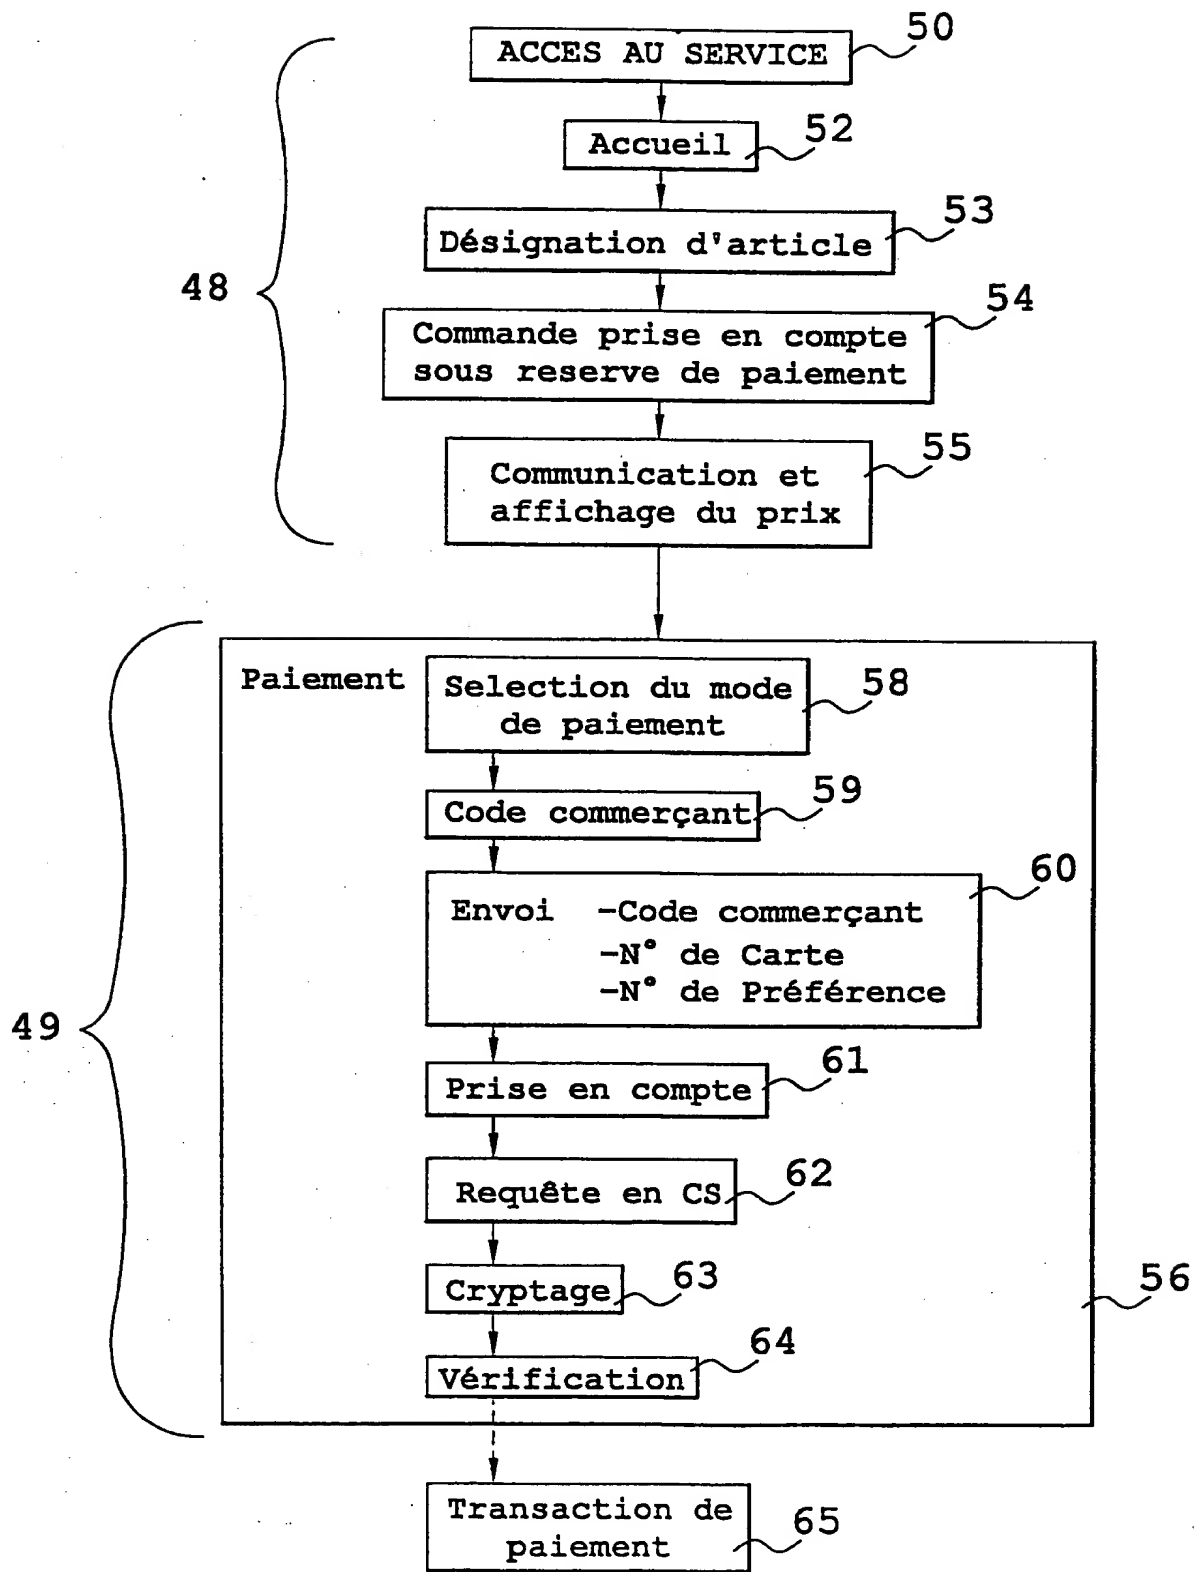 50
ACCES AU SERVICE
52
Accueil
53
Désignation d'article
48
54
Commande prise en compte
sous reserve de paiement
55
Communication et
affichage du prix
Paiement
58
Selection du mode
de paiement
59
Code commerçant
60
Envoi -Code commerçant
-N° de Carte
-N° de Préférence
49
61
Prise en compte
62
Requête en CS
63
Cryptage
56
64
Vérification
65
Transaction de
paiement